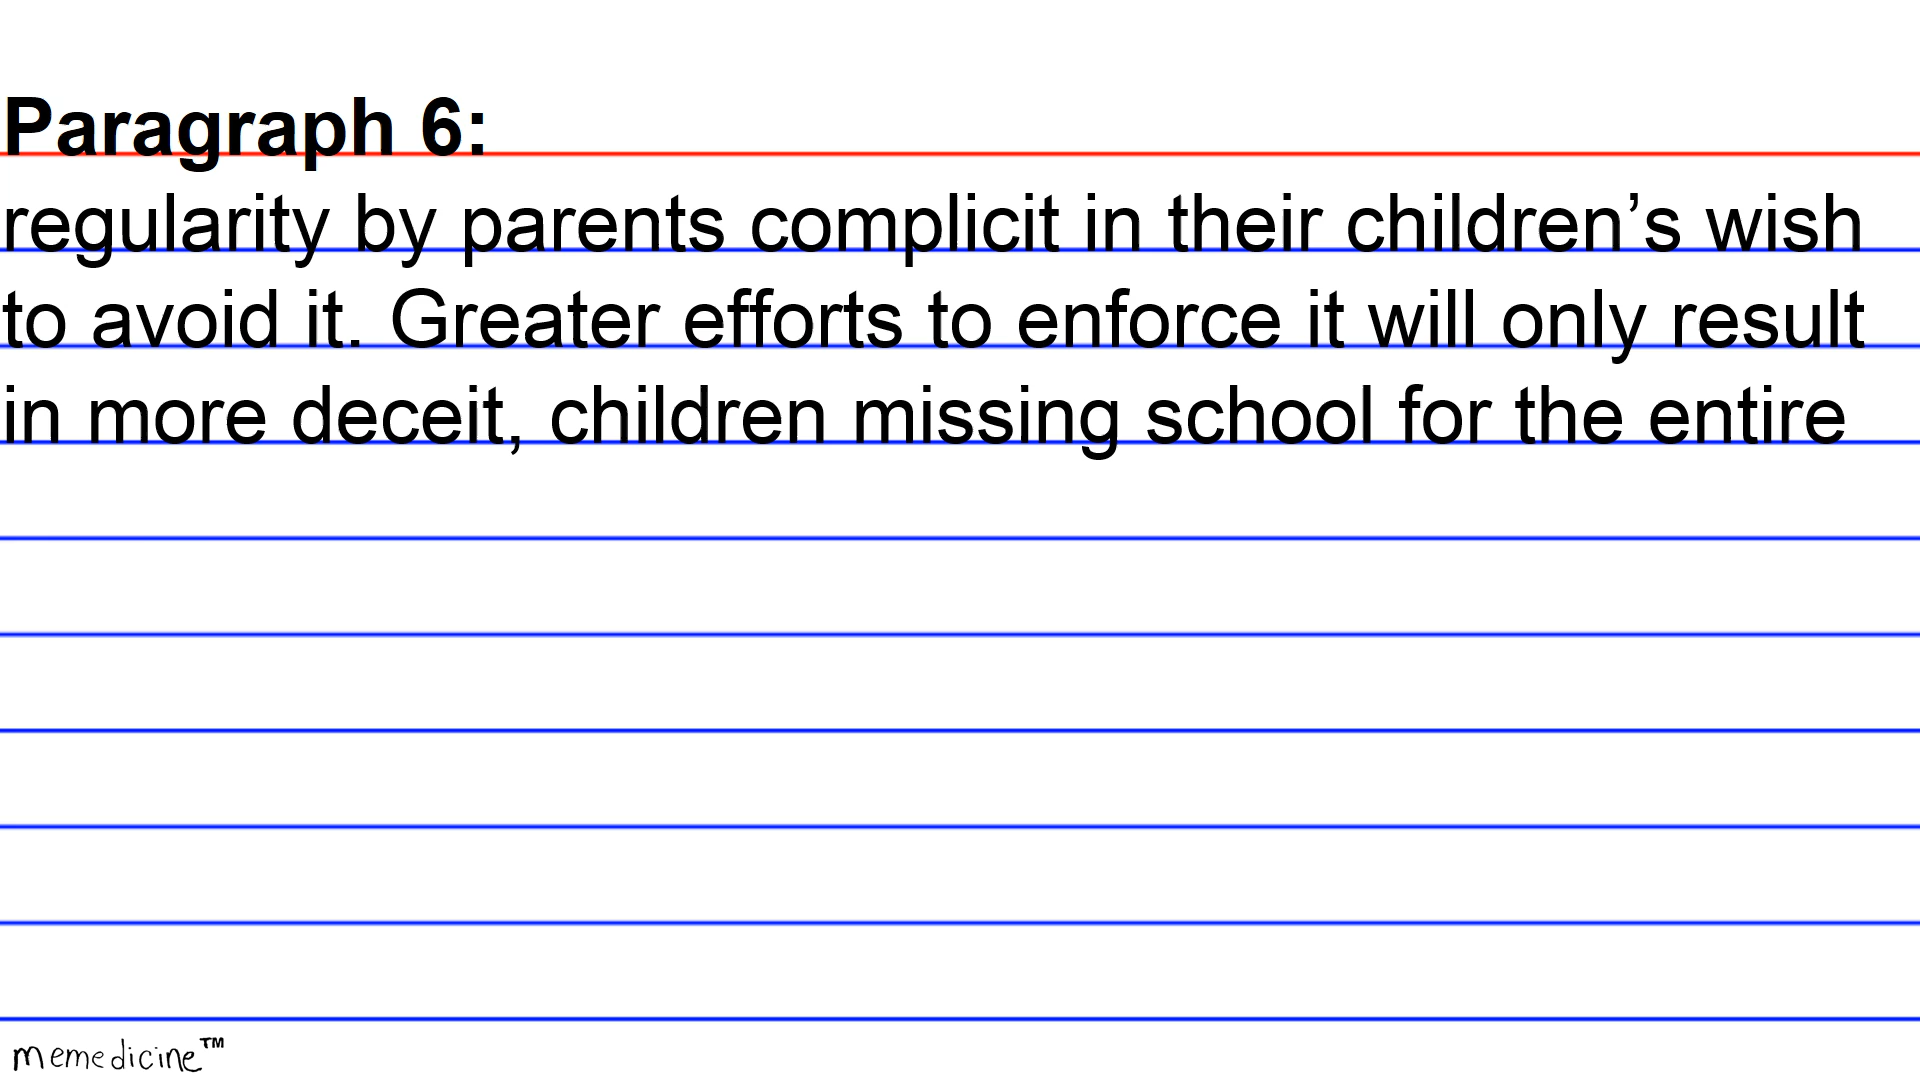 Paragraph 6:
regularity by parents complicit in their children’s wish
to avoid it. Greater efforts to enforce it will only result
in more deceit, children missing school for the entire
memedicine™